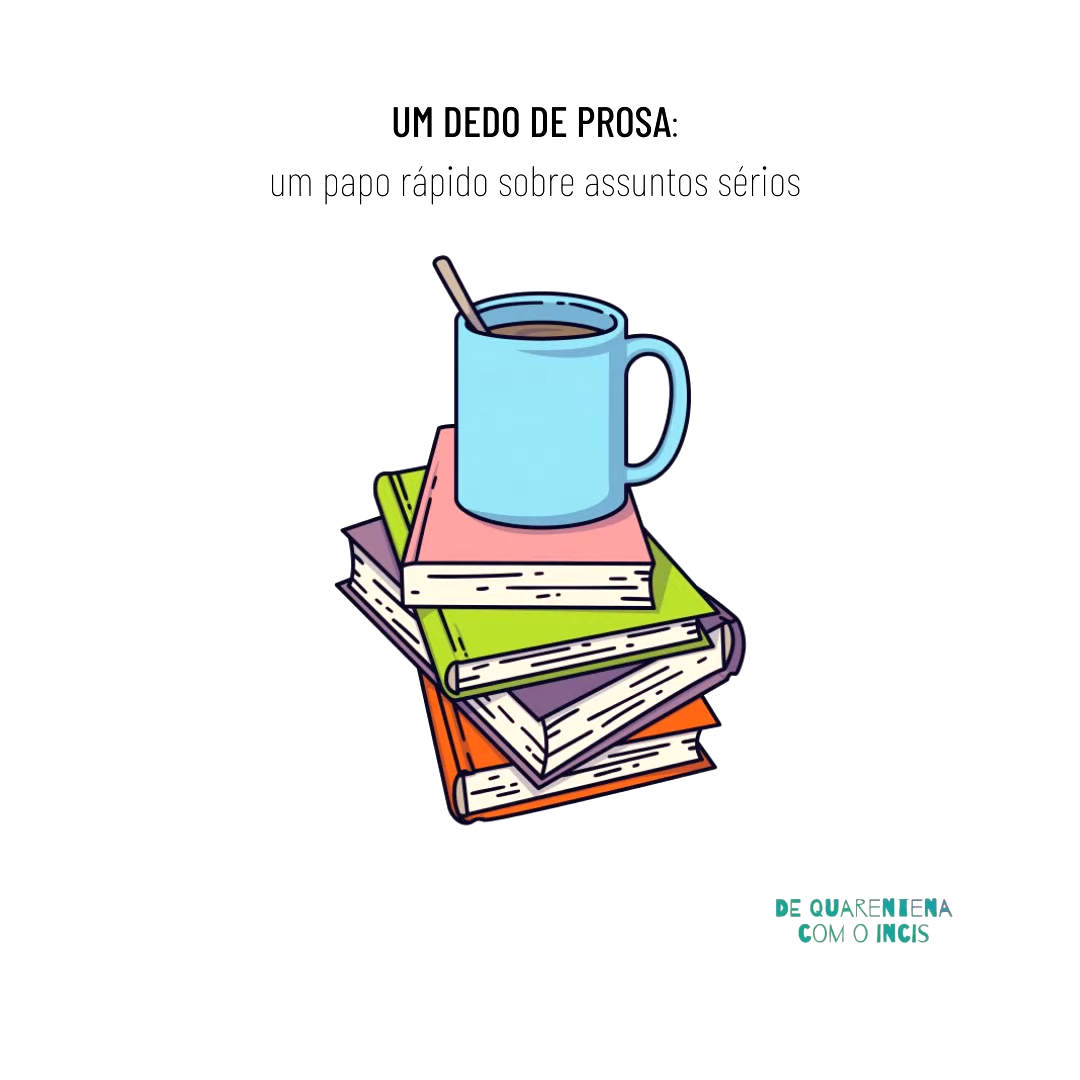 UM DEDO DE PROSA:
um papo rápido sobre assuntos sérios
DE QUARENTENA
COM O INCIS